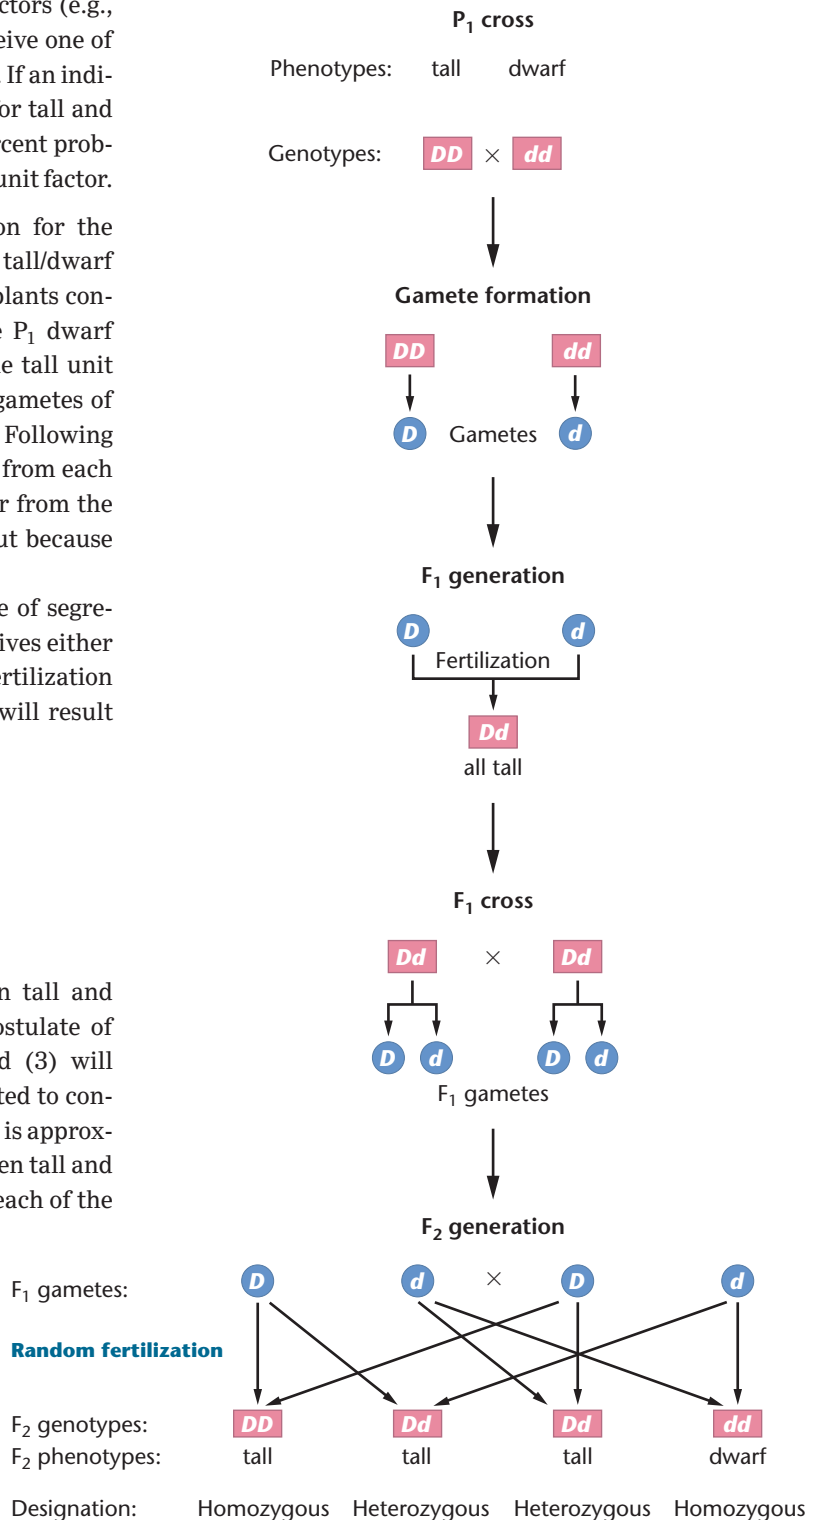 ctors (e.g.,
eive one of
If an indi-
or tall and
rcent prob-
unit factor.
on for the
tall/dwarf
plants con-
e P1 dwarf
e tall unit
gametes of
Following
from each
r from the
ut because
e of segre-
ives either
ertilization
will result
n tall and
ostulate of
d (3) will
ted to con-
is approx-
en tall and
each of the
P1 cross
Phenotypes: tall dwarf
Genotypes: DD × dd
Gamete formation
DD dd
D Gametes d
F1 generation
D d
Fertilization
Dd
all tall
F1 cross
Dd × Dd
D d D d
F1 gametes
F2 generation
F1 gametes: D d × D d
Random fertilization
F2 genotypes: DD Dd Dd dd
F2 phenotypes: tall tall tall dwarf
Designation: Homozygous Heterozygous Heterozygous Homozygous